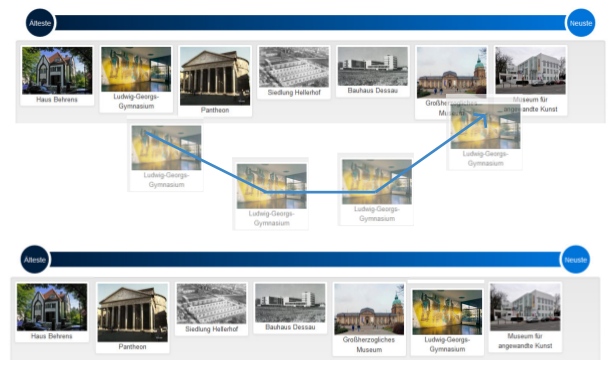 Älteste
Neuste
Haus Behrens
Ludwig-Georgs-
Gymnasium
Pantheon
Siedlung Hellerhof
Bauhaus Dessau
Großherzogliches
Museum
Museum für
angewandte Kunst
Ludwig-Georgs-
Gymnasium
Ludwig-Georgs-
Gymnasium
Ludwig-Georgs-
Gymnasium
Ludwig-Georgs-
Gymnasium
Älteste
Neuste
Haus Behrens
Pantheon
Siedlung Hellerhof
Bauhaus Dessau
Großherzogliches
Museum
Ludwig-Georgs-
Gymnasium
Museum für
angewandte Kunst